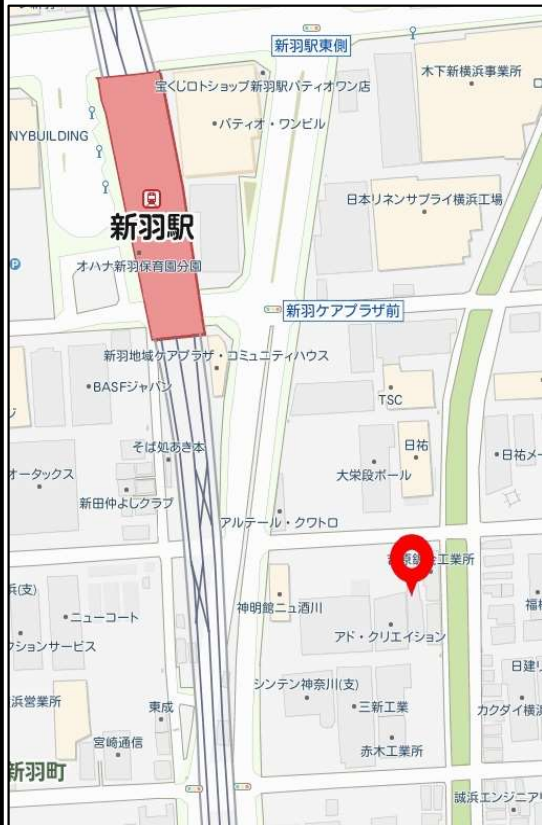 新羽駅東側
木下新横浜事業所
宝くじロトショップ新羽駅パティオワン店
NYBUILDING
パティオ・ワンビル
日本リネンサプライ横浜工場
新羽駅
オハナ新羽保育園分園
P
新羽ケアプラザ前
新羽地域ケアプラザ・コミュニティハウス
BASFジャパン
TSC
そば処あき本
日祐
日祐メー
オータックス
大栄段ボール
新田仲よしクラブ
アルテール・クワトロ
工業所
浜(支)
ニューコート
神明館ニュ酒川
アド・クリエイション
クションサービス
シンテン神奈川(支)
日建リ
浜営業所
東成
三新工業
カクダイ横浜
宮崎通信
赤木工業所
新羽町
誠浜エンジニアリ